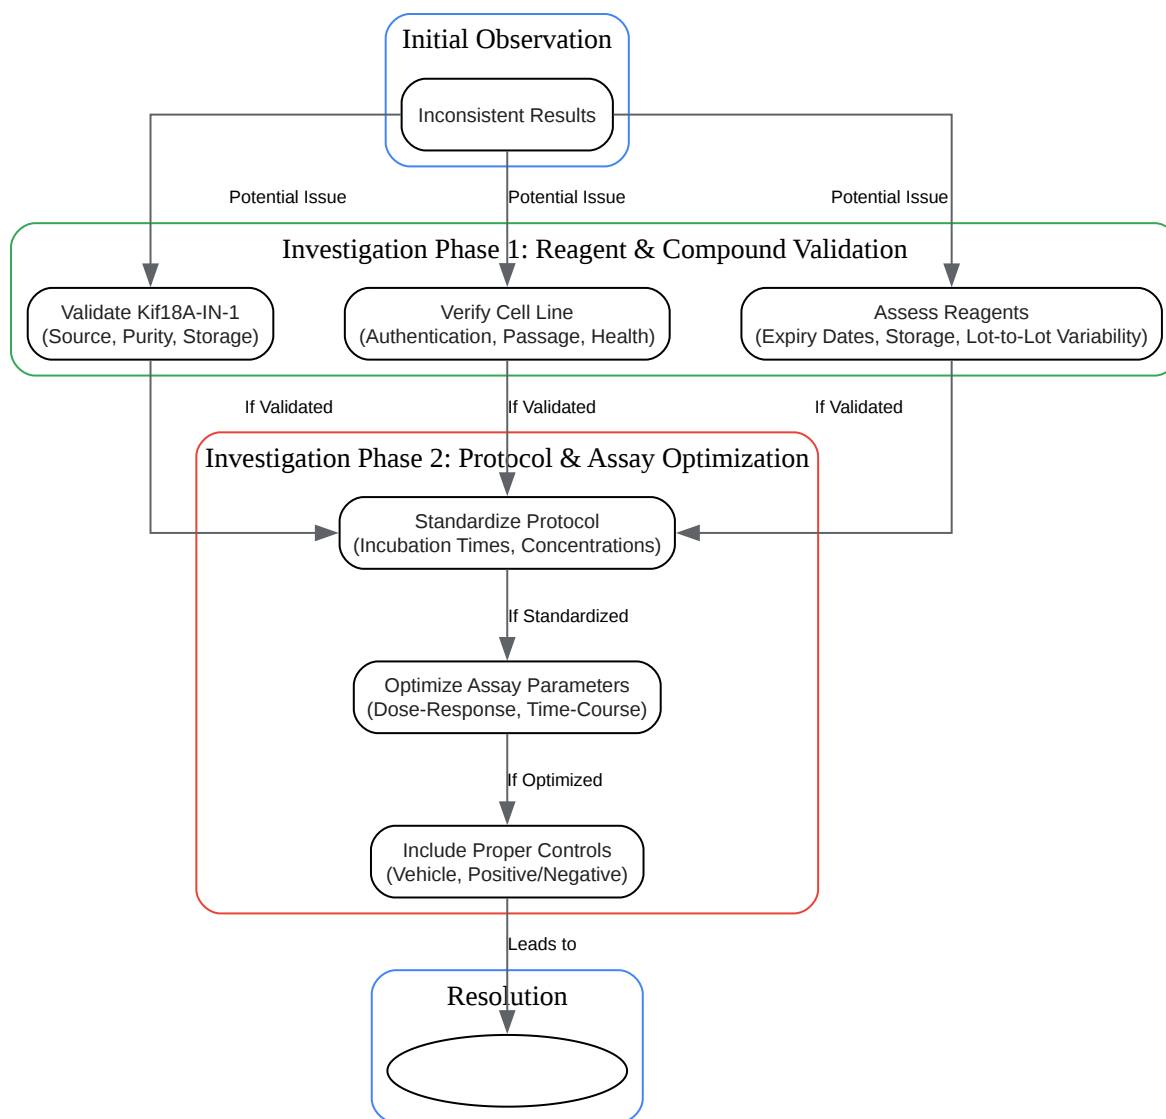 Initial Observation
Inconsistent Results
Potential Issue
Potential Issue
Potential Issue
Investigation Phase 1: Reagent & Compound Validation
Validate Kif18A-IN-1
(Source, Purity, Storage)
Verify Cell Line
(Authentication, Passage, Health)
Assess Reagents
(Expiry Dates, Storage, Lot-to-Lot Variability)
If Validated
If Validated
If Validated
Investigation Phase 2: Protocol & Assay Optimization
Standardize Protocol
(Incubation Times, Concentrations)
If Standardized
Optimize Assay Parameters
(Dose-Response, Time-Course)
If Optimized
Include Proper Controls
(Vehicle, Positive/Negative)
Leads to
Resolution